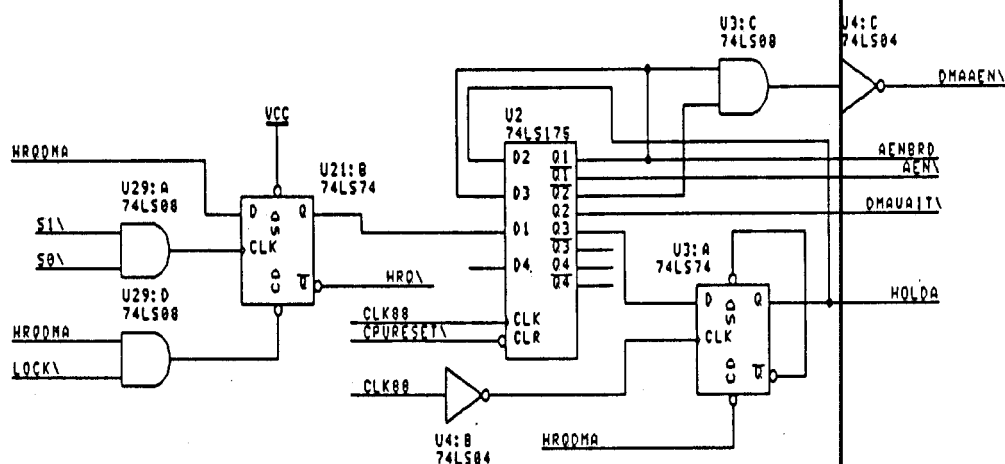 U3:C
74LS08
U4:C
74LS04
DMAAEN\
VCC
U2
74LS175
HRQDMA
U21:B
74LS74
D2 Q1
Q1
D3 Q2
Q2
D1 Q3
Q3
D4 Q4
Q4
CLK
CLR
AENBRD
AEN\
DMAWAIT\
U29:A
74LS08
S1\
S0\
D SD Q
CLK
CD Q
HRQ\
U3:A
74LS74
D SD Q
CLK
CD Q
HOLDA
U29:D
74LS08
HRQDMA
LOCK\
CLK88
CPURESET\
CLK88
U4:B
74LS04
HRQDMA